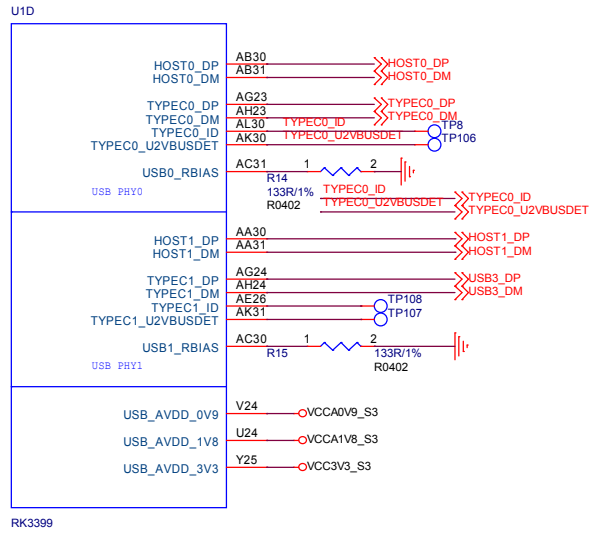 U1D
HOST0_DP AB30 HOST0_DP
HOST0_DM AB31 HOST0_DM
TYPEC0_DP AG23 TYPEC0_DP
TYPEC0_DM AH23 TYPEC0_DM
TYPEC0_ID AL30 TYPEC0_ID TP8
TYPEC0_U2VBUSDET AK30 TYPEC0_U2VBUSDET TP106
USB0_RBIAS AC31 1 2
R14
133R/1%
R0402
USB PHY0
TYPEC0_ID TYPEC0_ID
TYPEC0_U2VBUSDET TYPEC0_U2VBUSDET
HOST1_DP AA30 HOST1_DP
HOST1_DM AA31 HOST1_DM
TYPEC1_DP AG24 USB3_DP
TYPEC1_DM AH24 USB3_DM
TYPEC1_ID AE26 TP108
TYPEC1_U2VBUSDET AK31 TP107
USB1_RBIAS AC30 1 2
R15 133R/1%
USB PHY1 R0402
USB_AVDD_0V9 V24 VCCA0V9_S3
USB_AVDD_1V8 U24 VCCA1V8_S3
USB_AVDD_3V3 Y25 VCC3V3_S3
RK3399